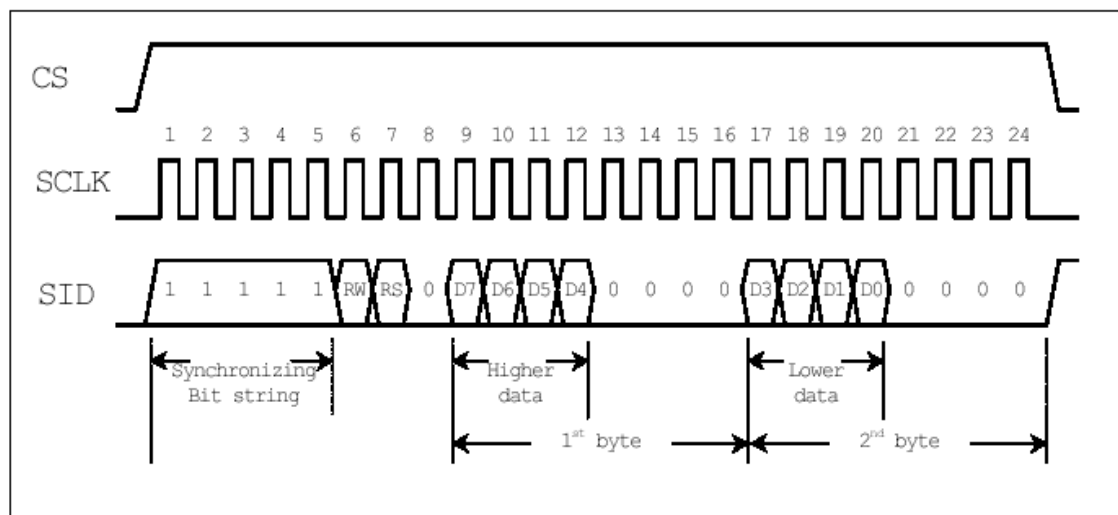 CS
1 2 3 4 5 6 7 8 9 10 11 12 13 14 15 16 17 18 19 20 21 22 23 24
SCLK
SID 1 1 1 1 1 RW RS 0 D7 D6 D5 D4 0 0 0 0 D3 D2 D1 D0 0 0 0 0
Synchronizing Higher Lower
Bit string data data
1st byte 2nd byte